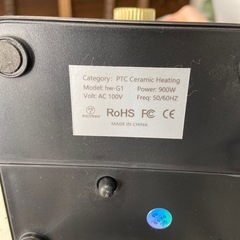 Category: PTC Ceramic Heating
Model: hw-G1 Power: 900W
Volt: AC 100V Freq: 50/60HZ
RoHS FC CE
MADE IN CHINA